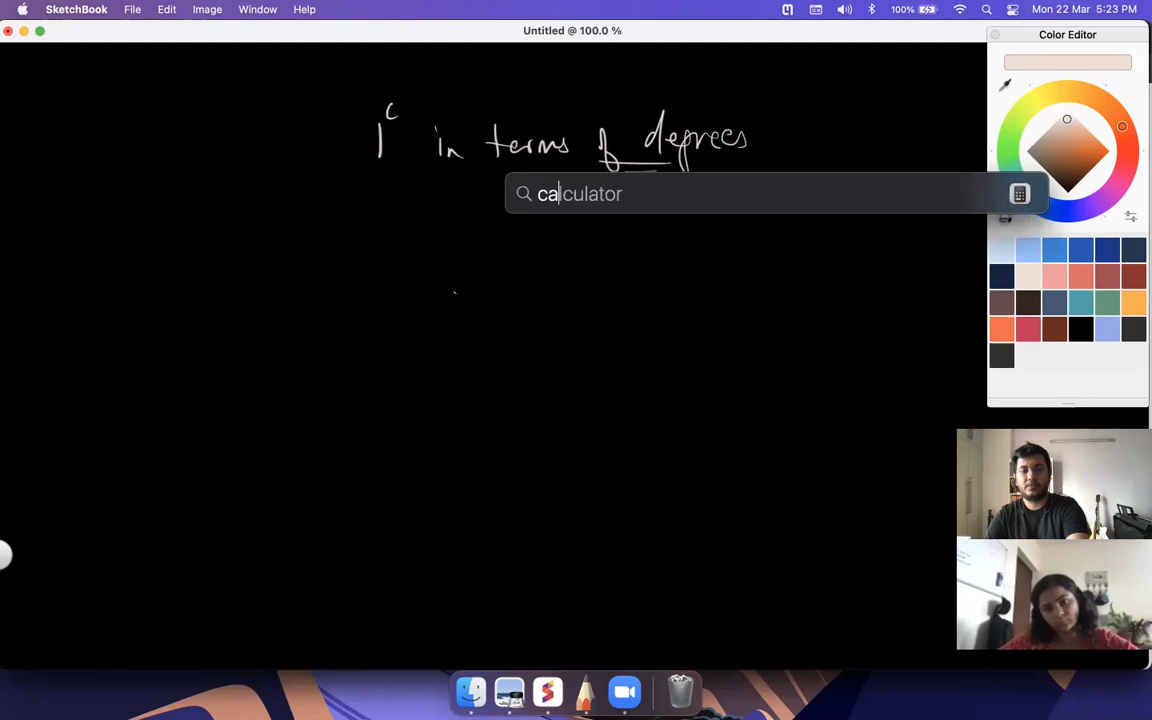 SketchBook File Edit Image Window Help 100% Mon 22 Mar 5:23 PM
Untitled @ 100.0 %
Color Editor
1ᶜ in terms of degrees
calculator